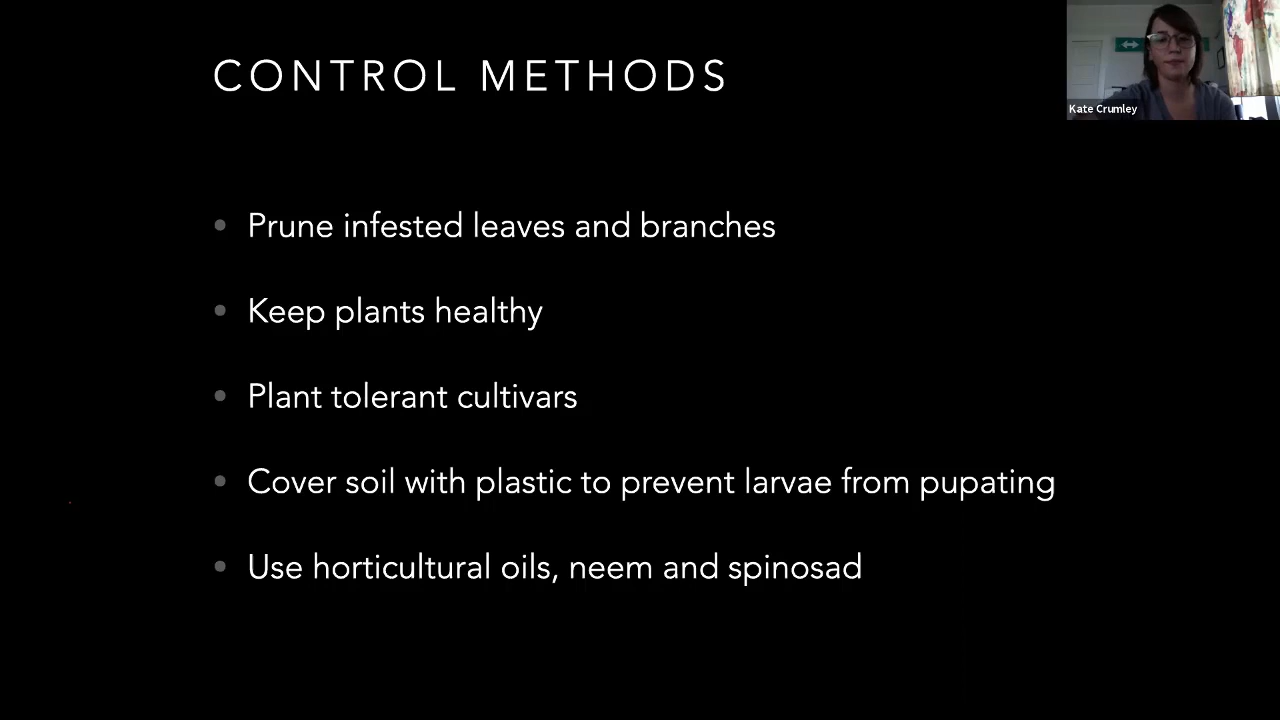 CONTROL METHODS
Kate Crumley
Prune infested leaves and branches
Keep plants healthy
Plant tolerant cultivars
Cover soil with plastic to prevent larvae from pupating
Use horticultural oils, neem and spinosad